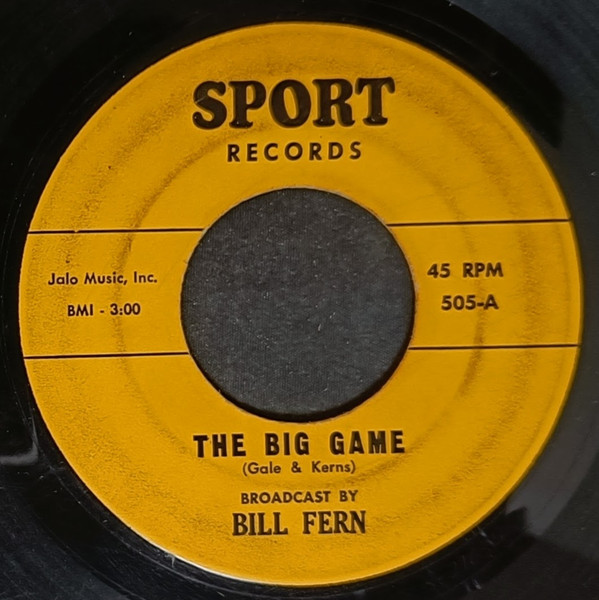 SPORT
RECORDS
Jalo Music, Inc.
BMI - 3:00
45 RPM
505-A
THE BIG GAME
(Gale & Kerns)
BROADCAST BY
BILL FERN